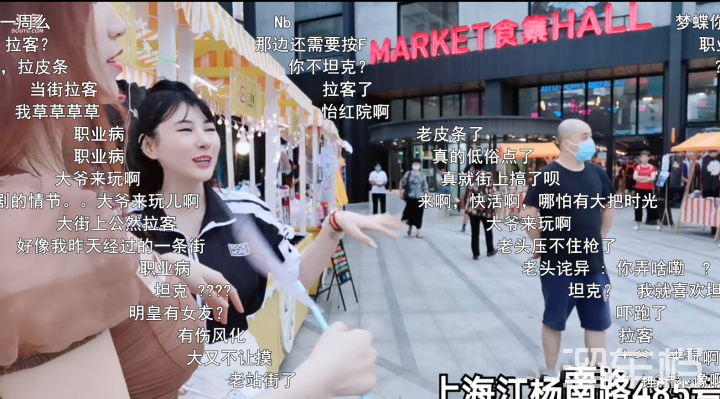 一周么
Nb
梦蝶你
DOUYU.COM
拉客?
那边还需要按F
职业
,拉皮条
你不坦克?
?
当街拉客
拉客了
我草草草草
怡红院啊
职业病
老皮条了
职业病
真的低俗点了
大爷来玩啊
真就街上搞了呗
剧的情节。。大爷来玩儿啊
来啊,快活啊,哪怕有大把时光
大街上公然拉客
大爷来玩啊
好像我昨天经过的一条街
老头压不住枪了
职业病
老头诧异 : 你弄啥嘞 ?
坦克 ????
坦克? 我就喜欢坦
明皇有女友?
吓跑了
有伤风化
拉客
大又不让摸
来玩啊
老站街了
MARKET食集HALL
上海江杨南路485号